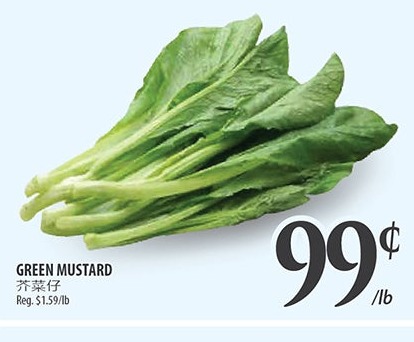 GREEN MUSTARD
芥菜仔
Reg. $1.59/lb
99¢
/lb